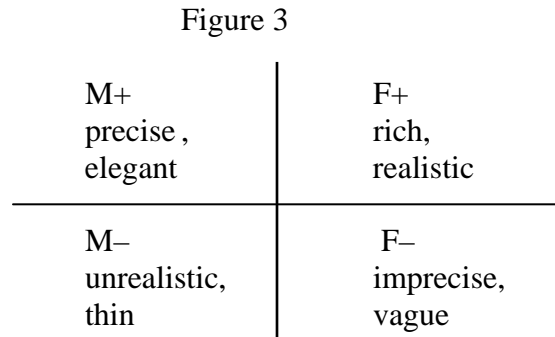 Figure 3
M+
precise ,
elegant
F+
rich,
realistic
M–
unrealistic,
thin
F–
imprecise,
vague